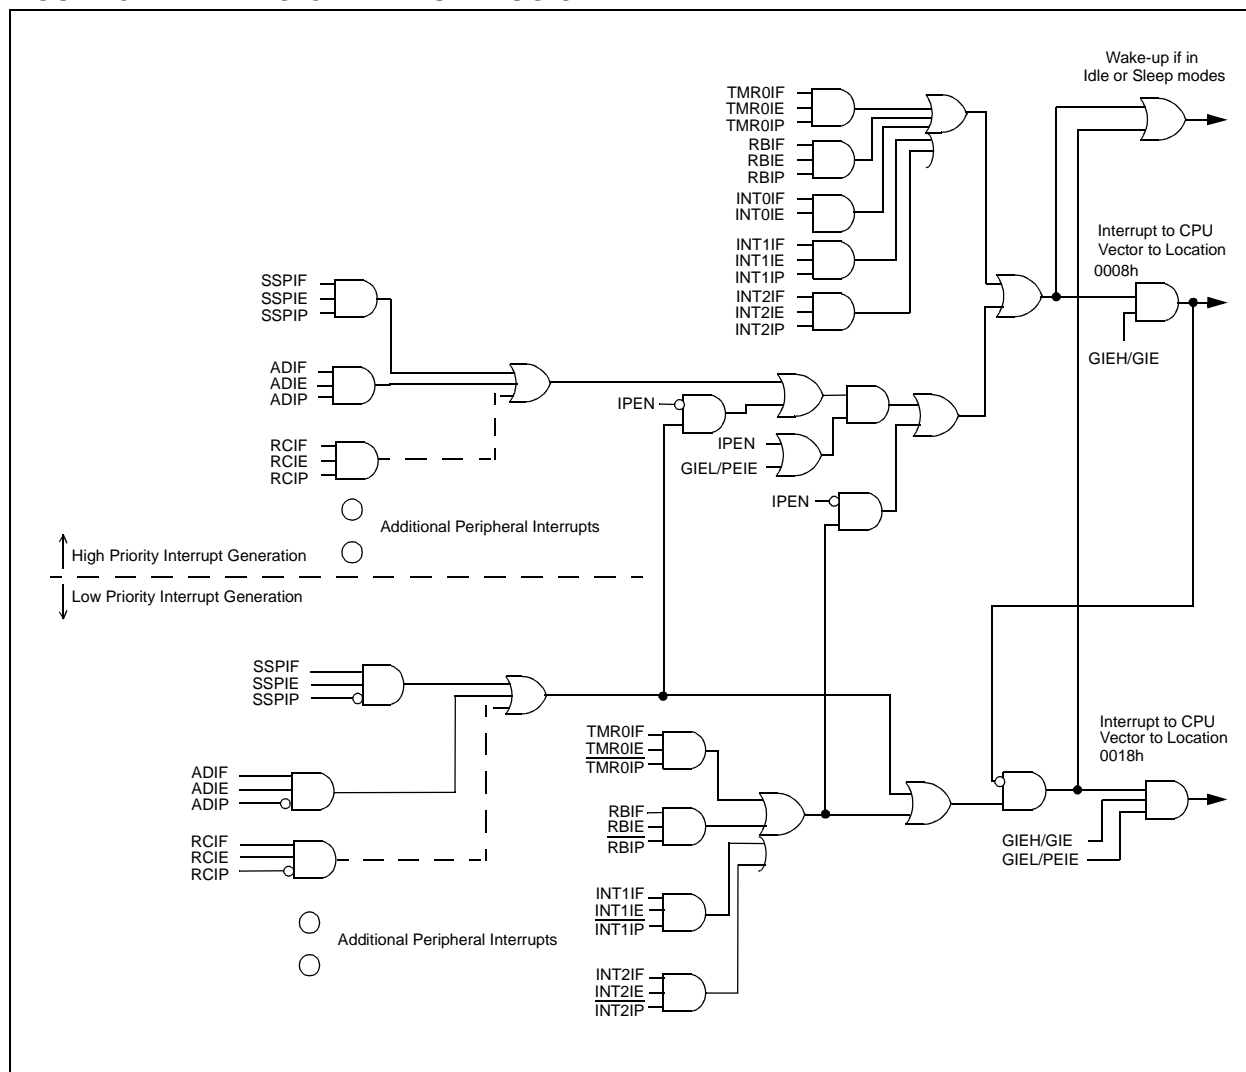 Wake-up if in
Idle or Sleep modes
TMR0IF
TMR0IE
TMR0IP
RBIF
RBIE
RBIP
INT0IF
INT0IE
INT1IF
INT1IE
INT1IP
INT2IF
INT2IE
INT2IP
Interrupt to CPU
Vector to Location
0008h
GIEH/GIE
SSPIF
SSPIE
SSPIP
ADIF
ADIE
ADIP
RCIF
RCIE
RCIP
IPEN
IPEN
GIEL/PEIE
IPEN
Additional Peripheral Interrupts
High Priority Interrupt Generation
Low Priority Interrupt Generation
SSPIF
SSPIE
SSPIP
ADIF
ADIE
ADIP
RCIF
RCIE
RCIP
Additional Peripheral Interrupts
TMR0IF
TMR0IE
TMR0IP
RBIF
RBIE
RBIP
INT1IF
INT1IE
INT1IP
INT2IF
INT2IE
INT2IP
Interrupt to CPU
Vector to Location
0018h
GIEH/GIE
GIEL/PEIE